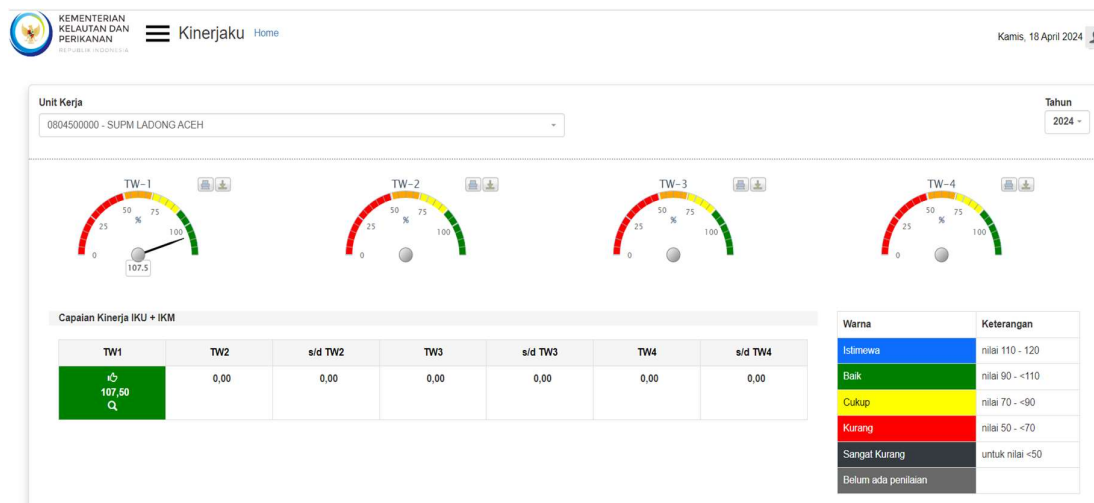 KEMENTERIAN
KELAUTAN DAN
PERIKANAN
REPUBLIK INDONESIA
Kinerjaku Home
Kamis, 18 April 2024
Unit Kerja
Tahun
0804500000 - SUPM LADONG ACEH
2024
TW-1
0 25 50 75 100
%
107.5
TW-2
0 25 50 75 100
%
TW-3
0 25 50 75 100
%
TW-4
0 25 50 75 100
%
Capaian Kinerja IKU + IKM
TW1 TW2 s/d TW2 TW3 s/d TW3 TW4 s/d TW4
107,50 0,00 0,00 0,00 0,00 0,00 0,00
Warna Keterangan
Istimewa nilai 110 - 120
Baik nilai 90 - <110
Cukup nilai 70 - <90
Kurang nilai 50 - <70
Sangat Kurang untuk nilai <50
Belum ada penilaian